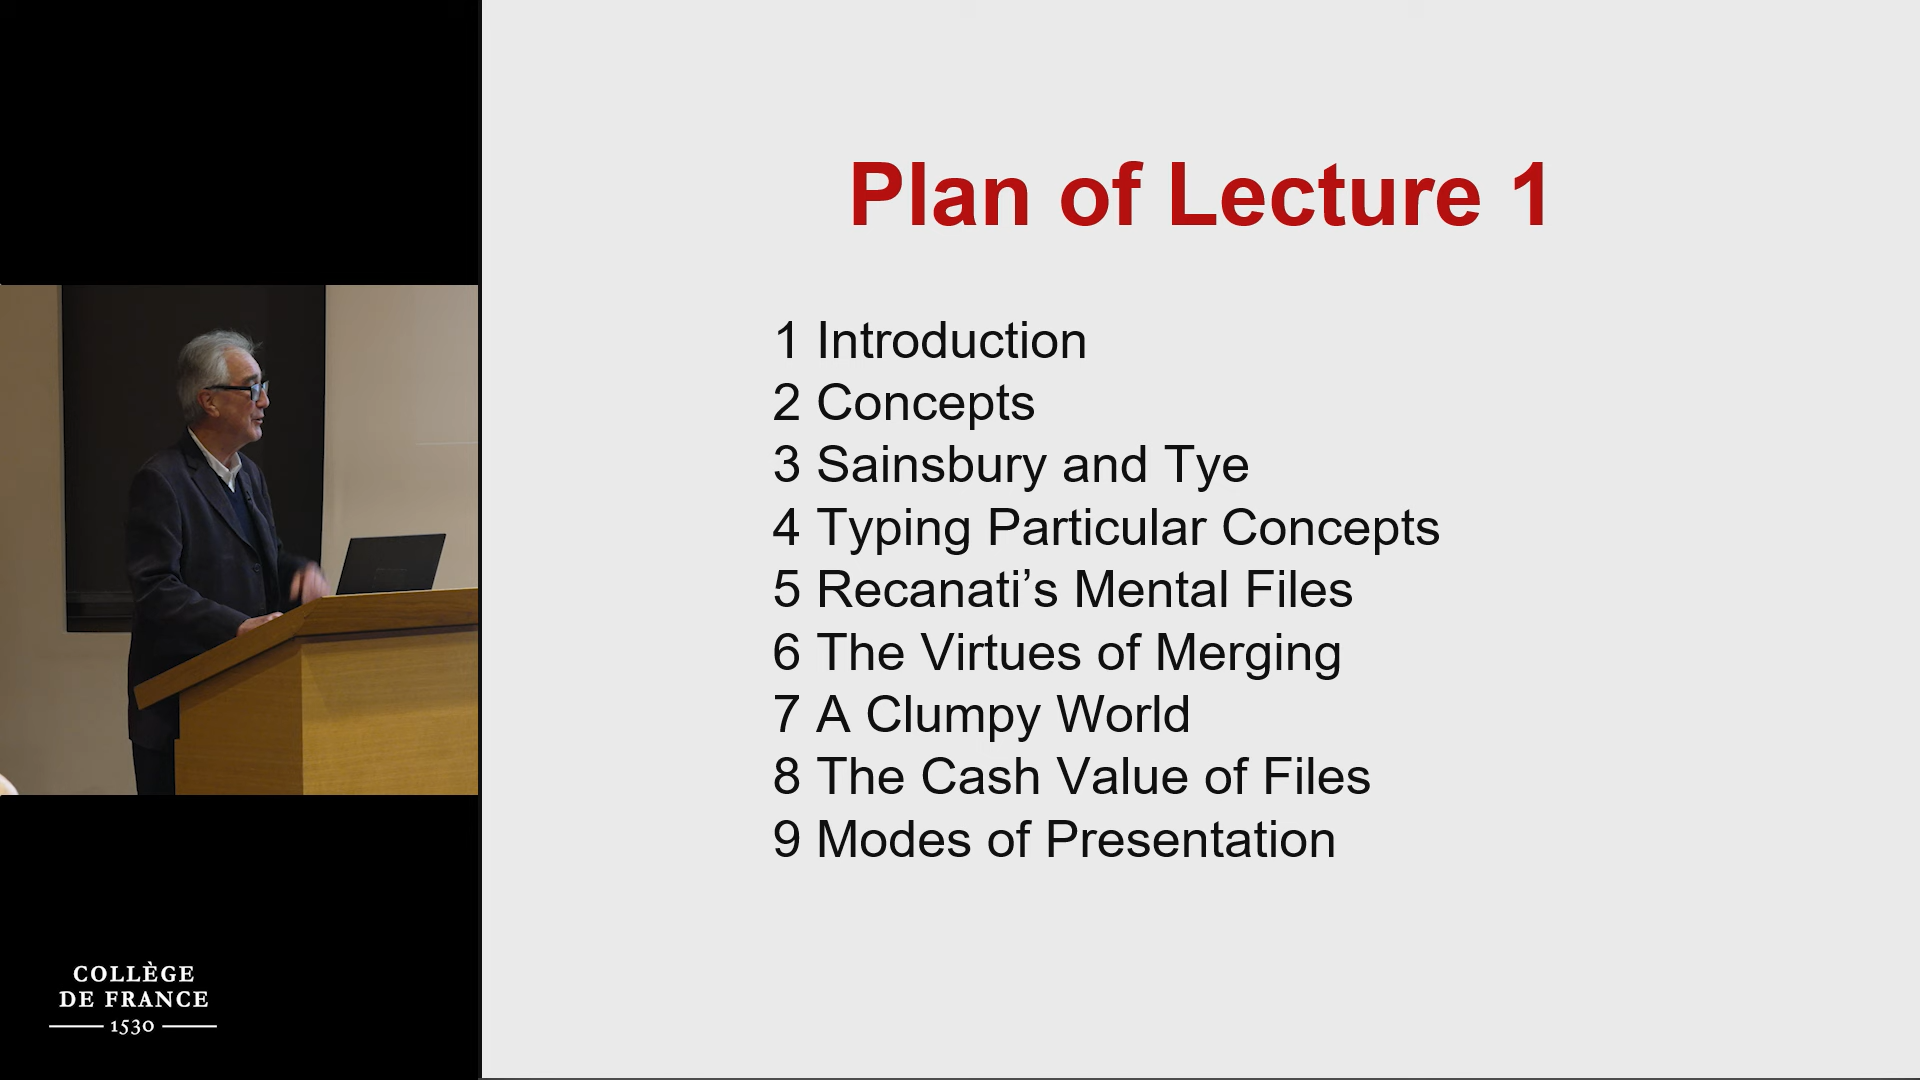 Plan of Lecture 1
1 Introduction
2 Concepts
3 Sainsbury and Tye
4 Typing Particular Concepts
5 Recanati’s Mental Files
6 The Virtues of Merging
7 A Clumpy World
8 The Cash Value of Files
9 Modes of Presentation
COLLÈGE
DE FRANCE
1530